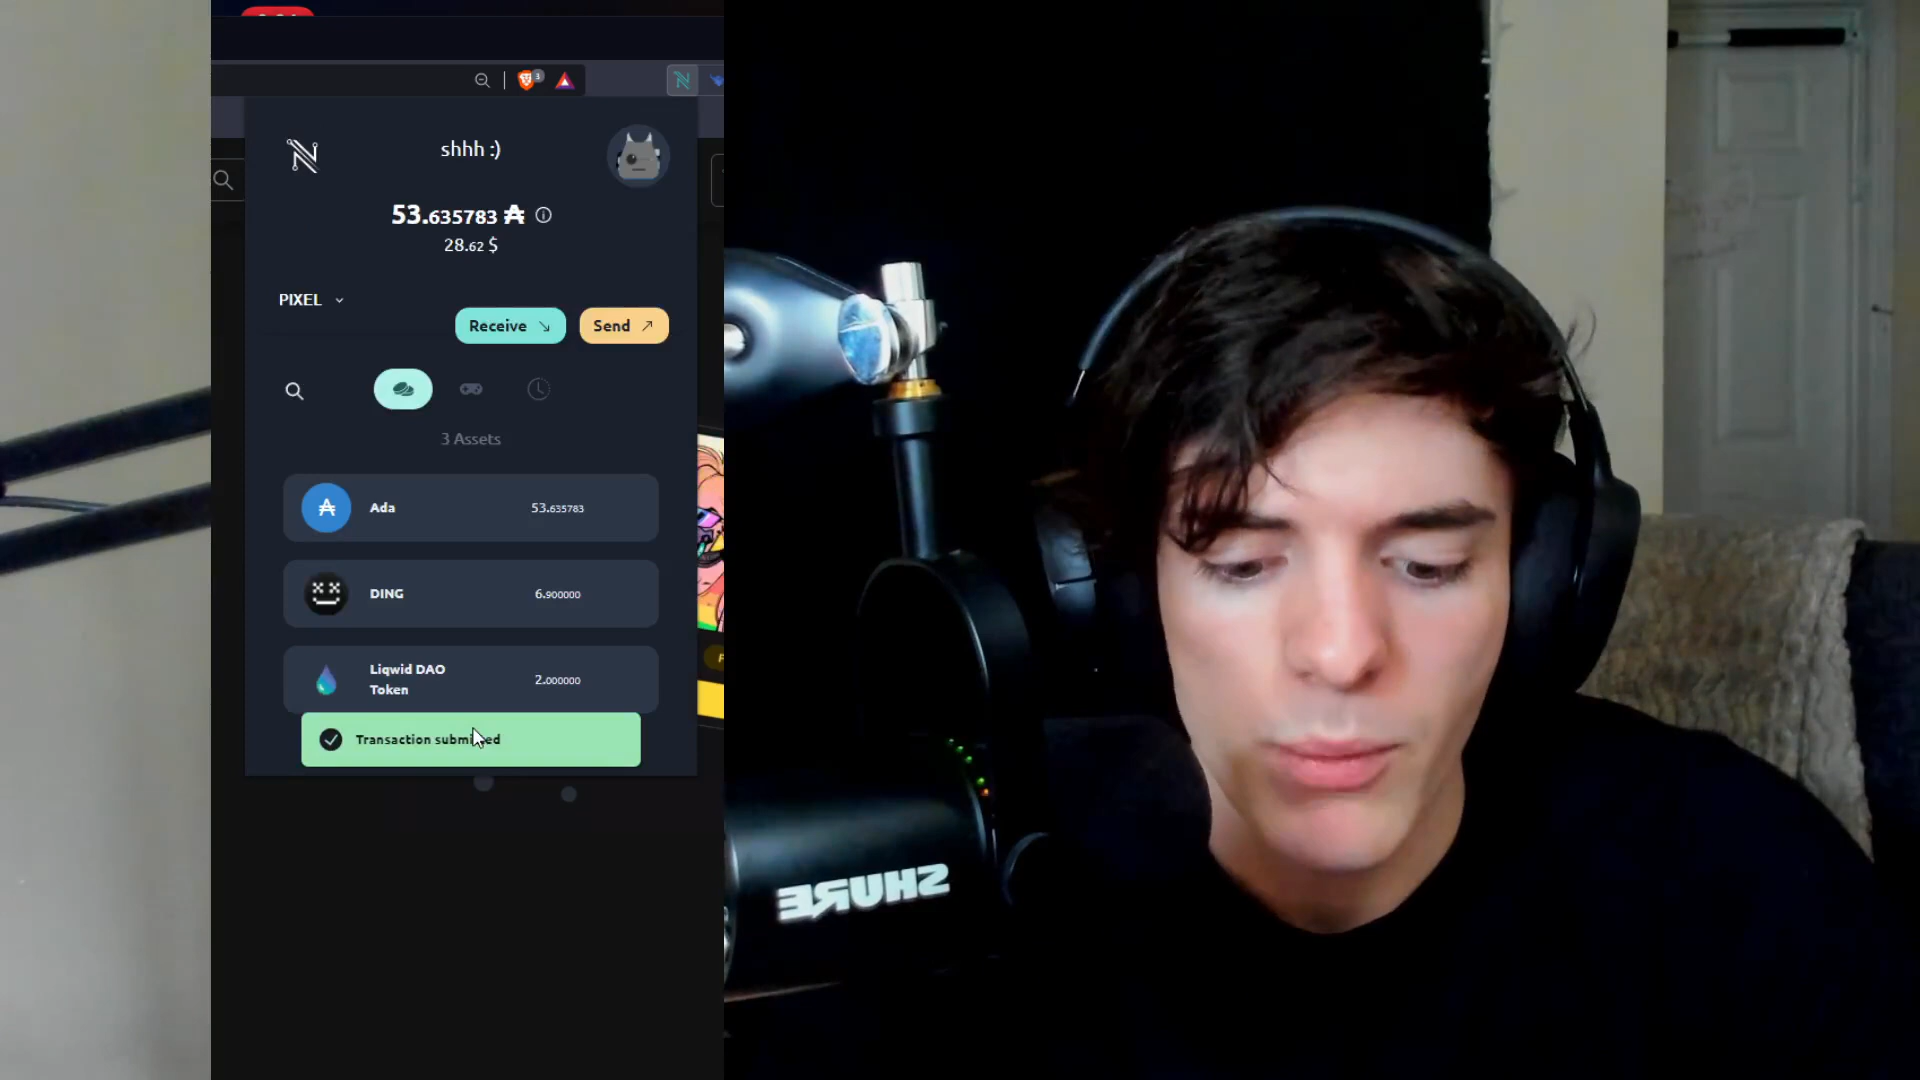 3
shhh :)
53.635783 ₳
28.62 $
PIXEL
Receive
Send
3 Assets
Ada 53.635783
DING 6.900000
Liqwid DAO
Token
2.000000
Transaction submitted
SHURE